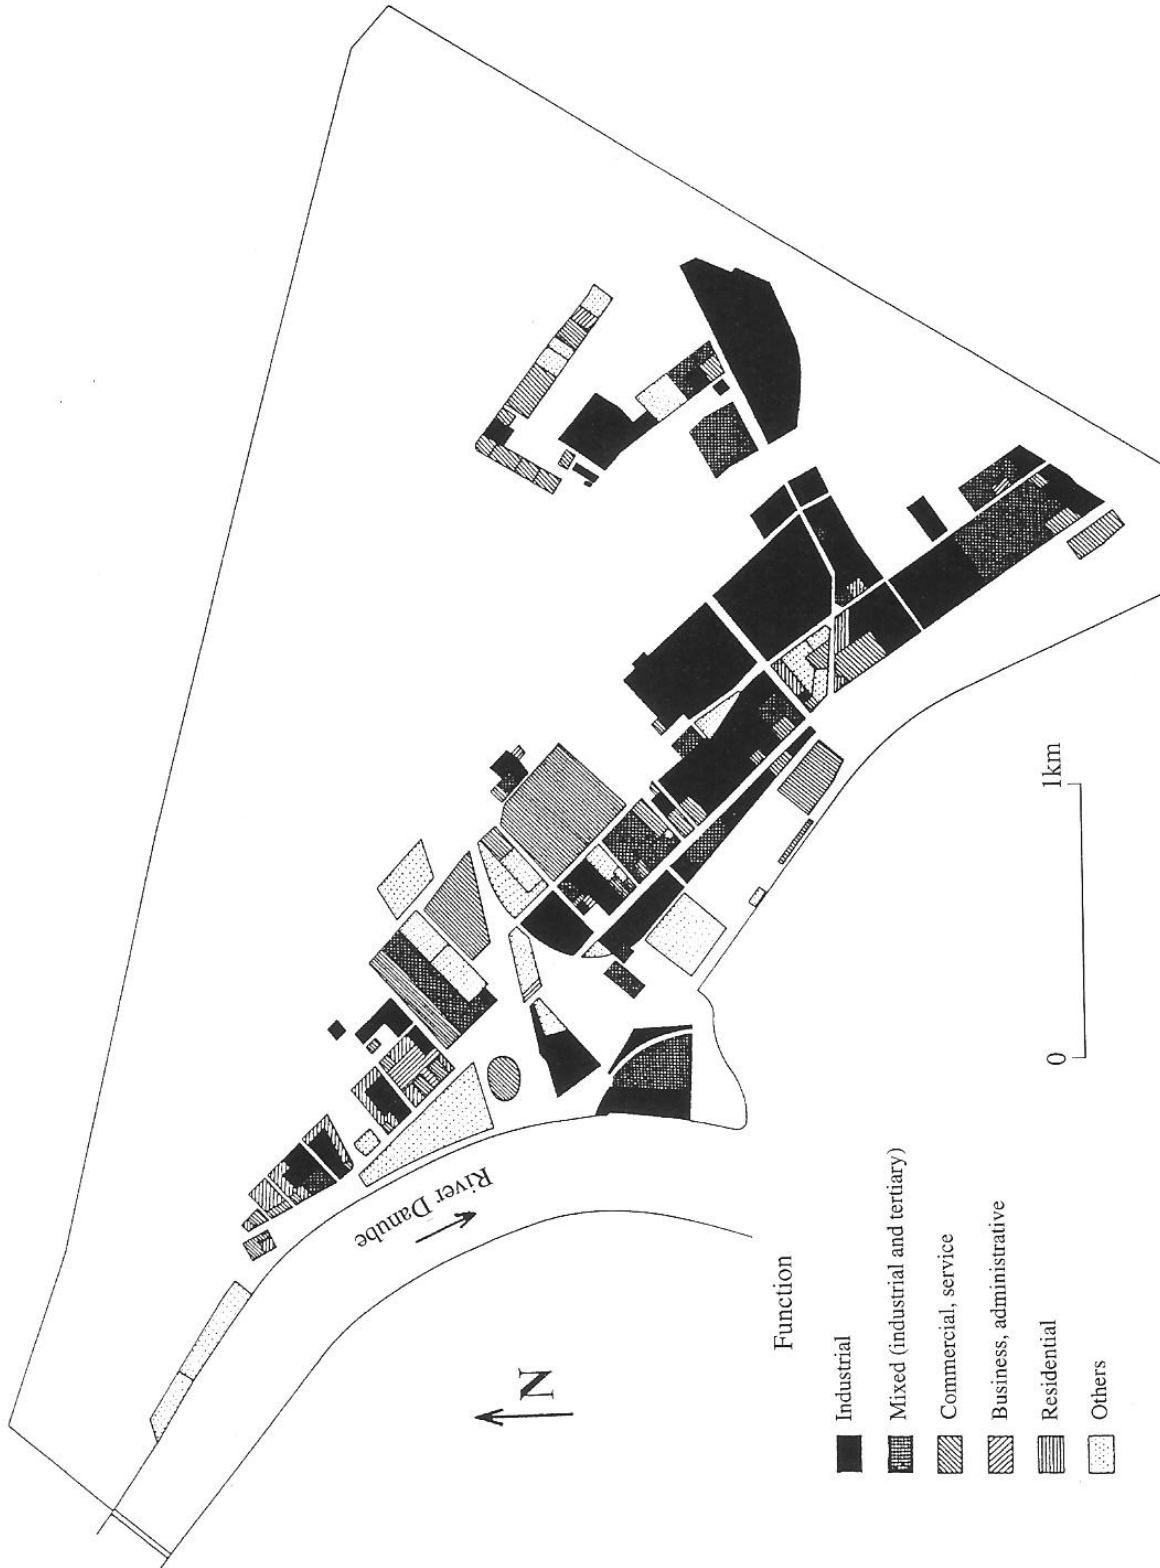 River Danube
N
0
1km
Function
Industrial
Mixed (industrial and tertiary)
Commercial, service
Business, administrative
Residential
Others